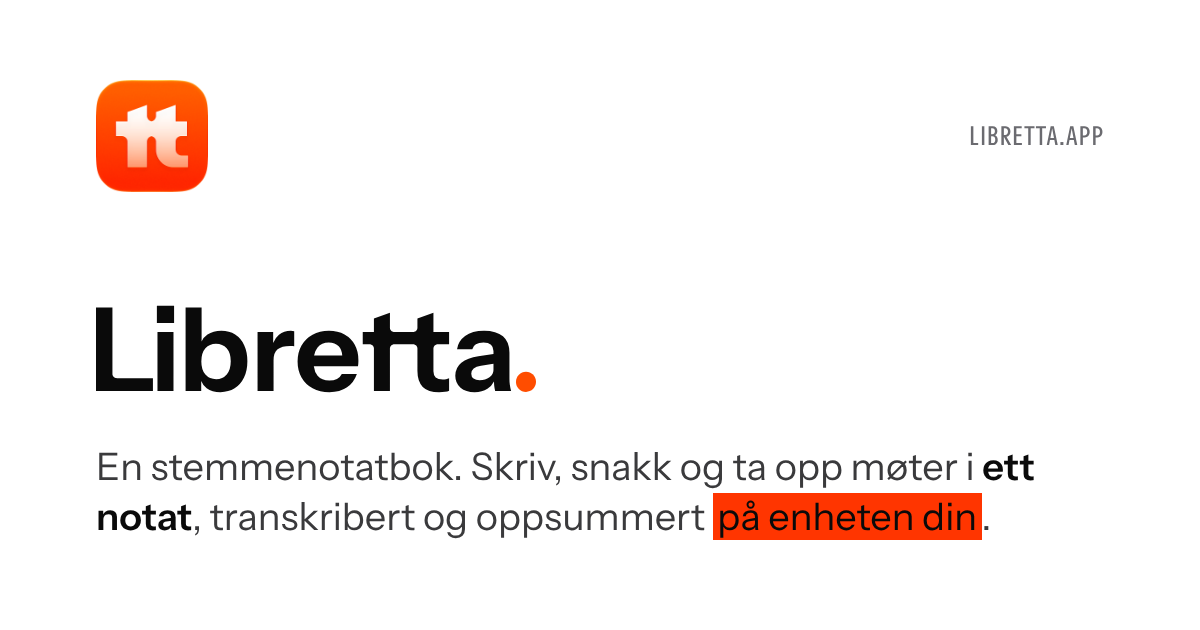 tt
LIBRETTA.APP
Libretta.
En stemmenotatbok. Skriv, snakk og ta opp møter i ett
notat, transkribert og oppsummert på enheten din.